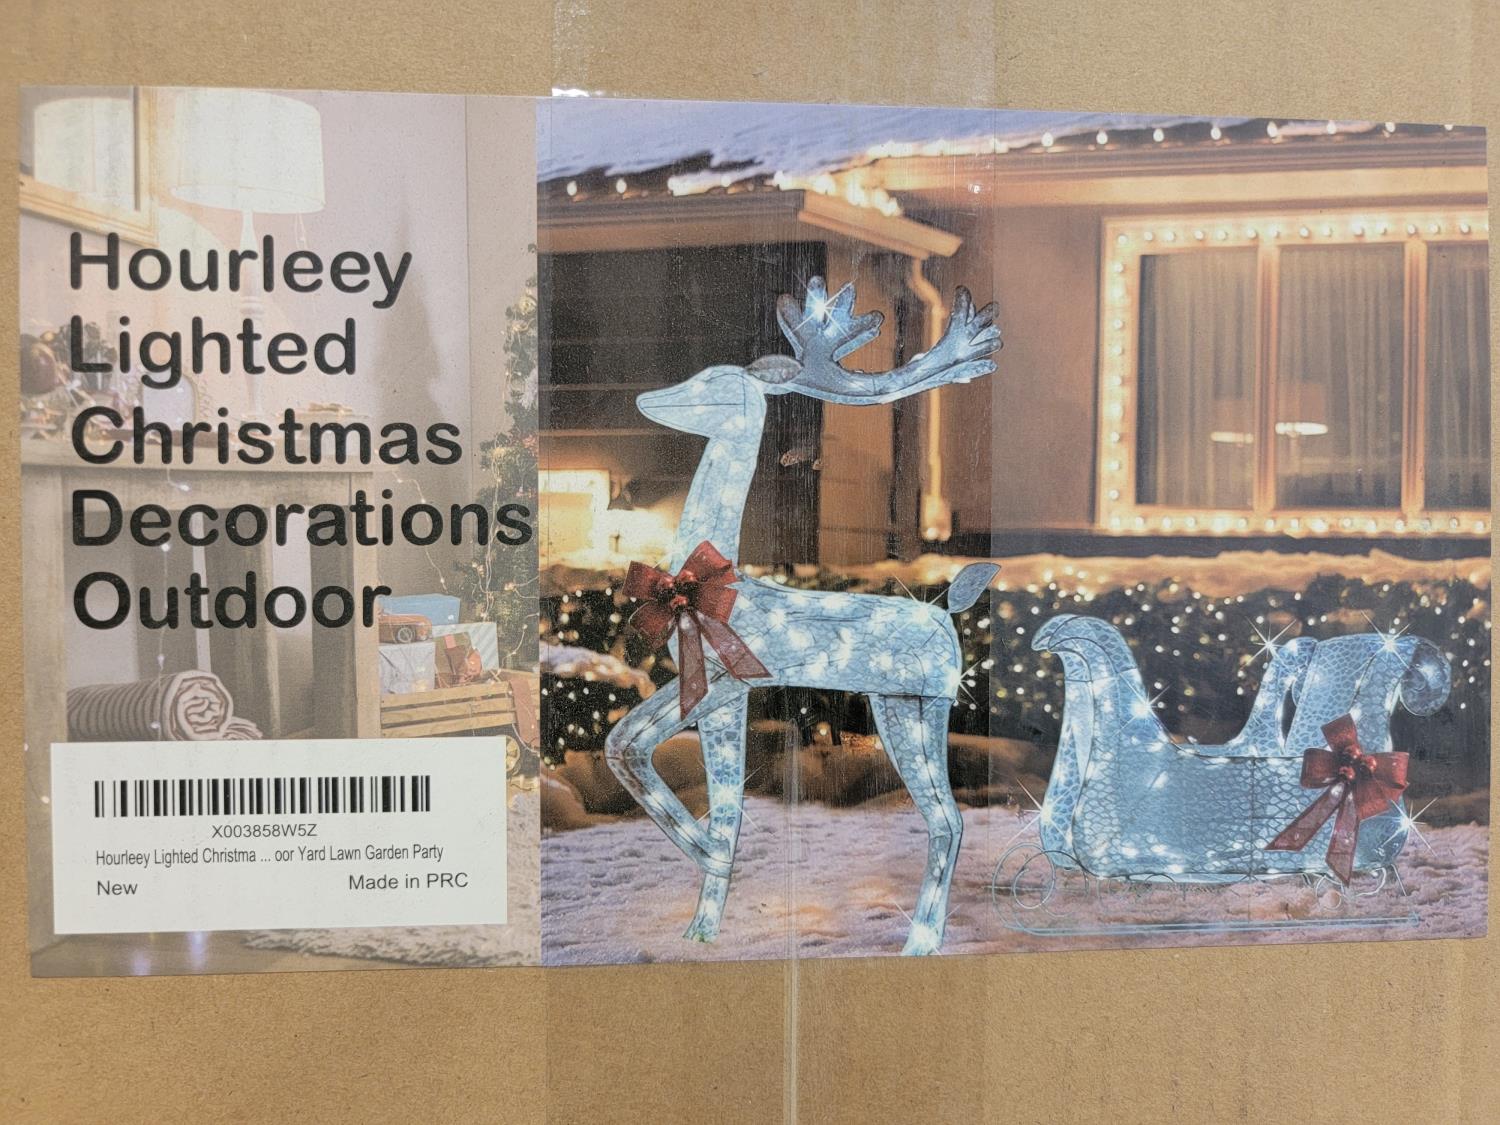 Hourleey
Lighted
Christmas
Decorations
Outdoor
X003858W5Z
Hourleey Lighted Christma ... oor Yard Lawn Garden Party
New Made in PRC